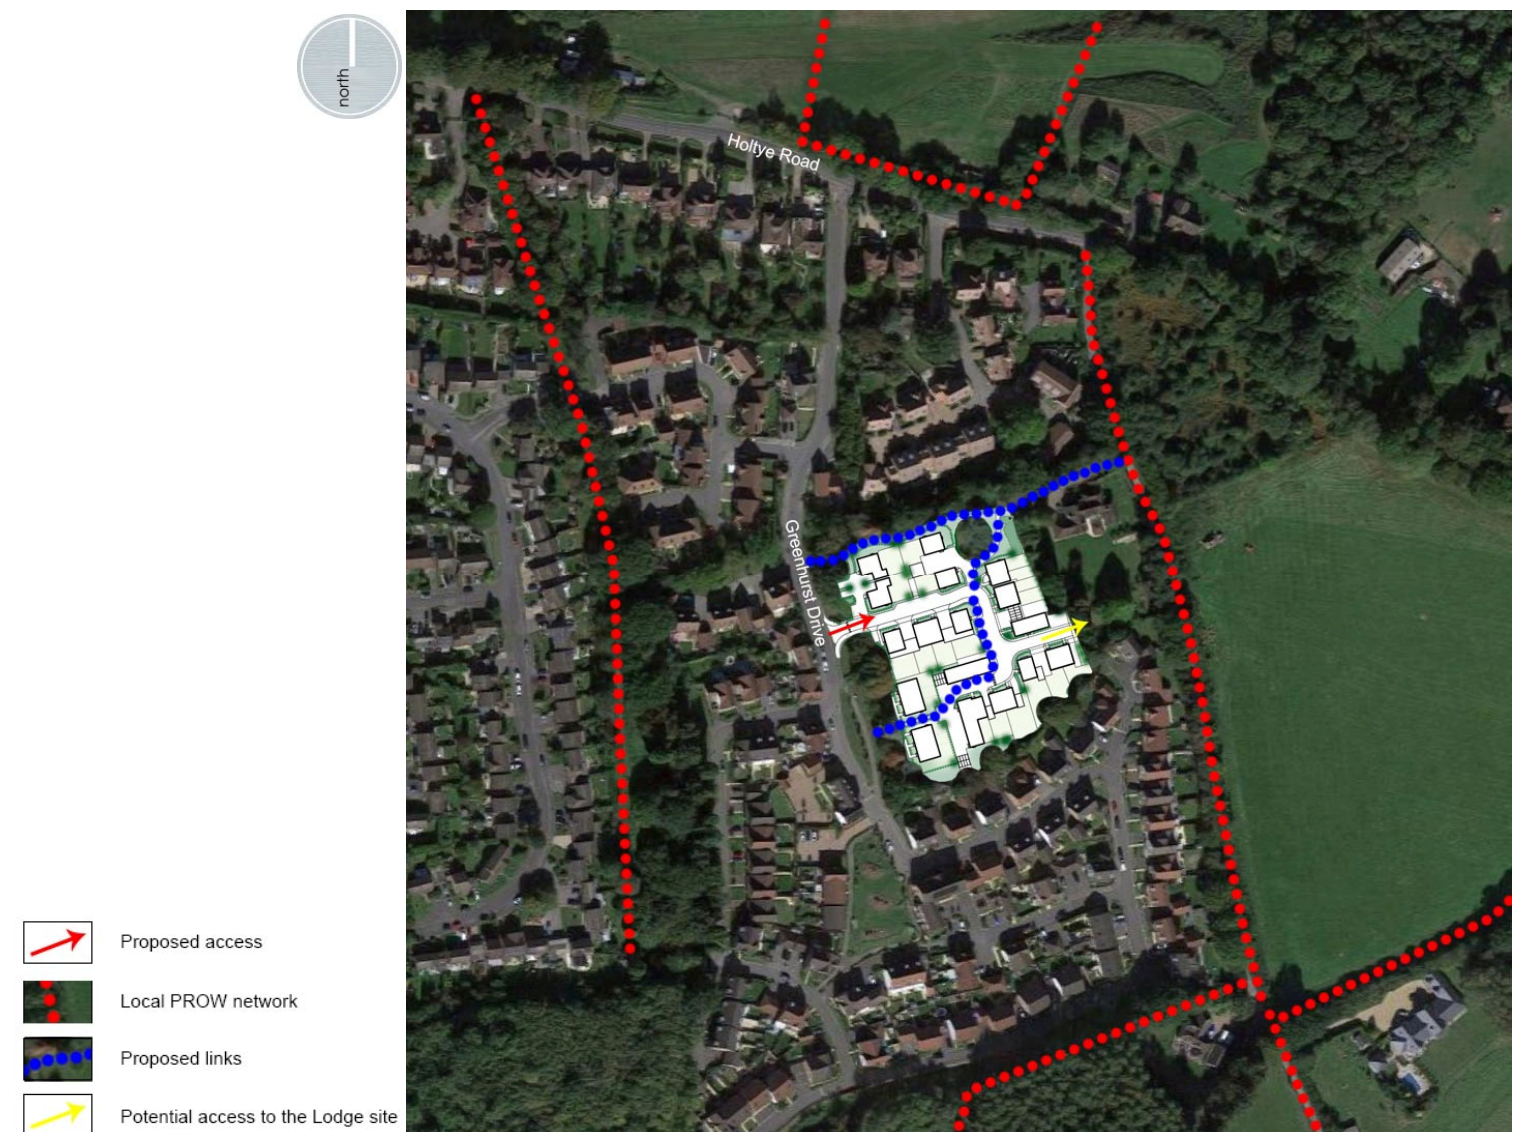 north
Holtye Road
Greenhurst Drive
Proposed access
Local PROW network
Proposed links
Potential access to the Lodge site